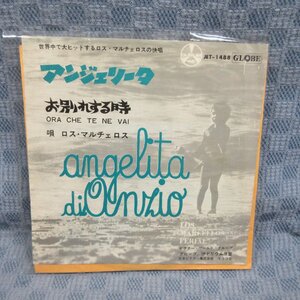 世界中で大ヒットするロス・マルチェロスの快唱
JET-1488 GLOBE
アンジェリータ
お別れする時
ORA CHE TE NE VAI
唄 ロス・マルチェロス
angelita
di Anzio
LOS
MARCELLOS
FERIAL